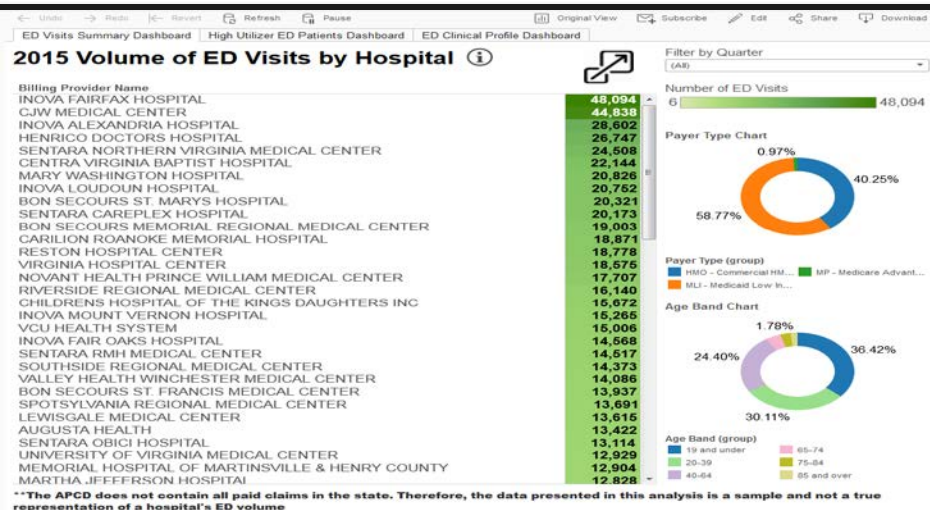 Undo
Redo
Revert
Refresh
Pause
Original View
Subscribe
Edit
Share
Download
ED Visits Summary Dashboard
High Utilizer ED Patients Dashboard
ED Clinical Profile Dashboard
2015 Volume of ED Visits by Hospital
Billing Provider Name
INOVA FAIRFAX HOSPITAL 48,094
CJW MEDICAL CENTER 44,838
INOVA ALEXANDRIA HOSPITAL 28,602
HENRICO DOCTORS HOSPITAL 26,747
SENTARA NORTHERN VIRGINIA MEDICAL CENTER 24,508
CENTRA VIRGINIA BAPTIST HOSPITAL 22,144
MARY WASHINGTON HOSPITAL 20,826
INOVA LOUDOUN HOSPITAL 20,752
BON SECOURS ST. MARYS HOSPITAL 20,321
SENTARA CAREPLEX HOSPITAL 20,173
BON SECOURS MEMORIAL REGIONAL MEDICAL CENTER 19,003
CARILION ROANOKE MEMORIAL HOSPITAL 18,871
RESTON HOSPITAL CENTER 18,778
VIRGINIA HOSPITAL CENTER 18,575
NOVANT HEALTH PRINCE WILLIAM MEDICAL CENTER 17,707
RIVERSIDE REGIONAL MEDICAL CENTER 16,140
CHILDRENS HOSPITAL OF THE KINGS DAUGHTERS INC 15,672
INOVA MOUNT VERNON HOSPITAL 15,265
VCU HEALTH SYSTEM 15,006
INOVA FAIR OAKS HOSPITAL 14,568
SENTARA RMH MEDICAL CENTER 14,517
SOUTHSIDE REGIONAL MEDICAL CENTER 14,373
VALLEY HEALTH WINCHESTER MEDICAL CENTER 14,086
BON SECOURS ST. FRANCIS MEDICAL CENTER 13,937
SPOTSYLVANIA REGIONAL MEDICAL CENTER 13,691
LEWISGALE MEDICAL CENTER 13,615
AUGUSTA HEALTH 13,422
SENTARA OBICI HOSPITAL 13,114
UNIVERSITY OF VIRGINIA MEDICAL CENTER 12,929
MEMORIAL HOSPITAL OF MARTINSVILLE & HENRY COUNTY 12,904
MARTHA JEFFERSON HOSPITAL 12,828
**The APCD does not contain all paid claims in the state. Therefore, the data presented in this analysis is a sample and not a true
representation of a hospital's ED volume
Filter by Quarter
(All)
Number of ED Visits
6 48,094
Payer Type Chart
0.97%
40.25%
58.77%
Payer Type (group)
HMO - Commercial HM...
MP - Medicare Advant...
MLI - Medicaid Low In...
Age Band Chart
1.78%
36.42%
24.40%
30.11%
Age Band (group)
19 and under
65-74
20-39
75-84
40-64
85 and over